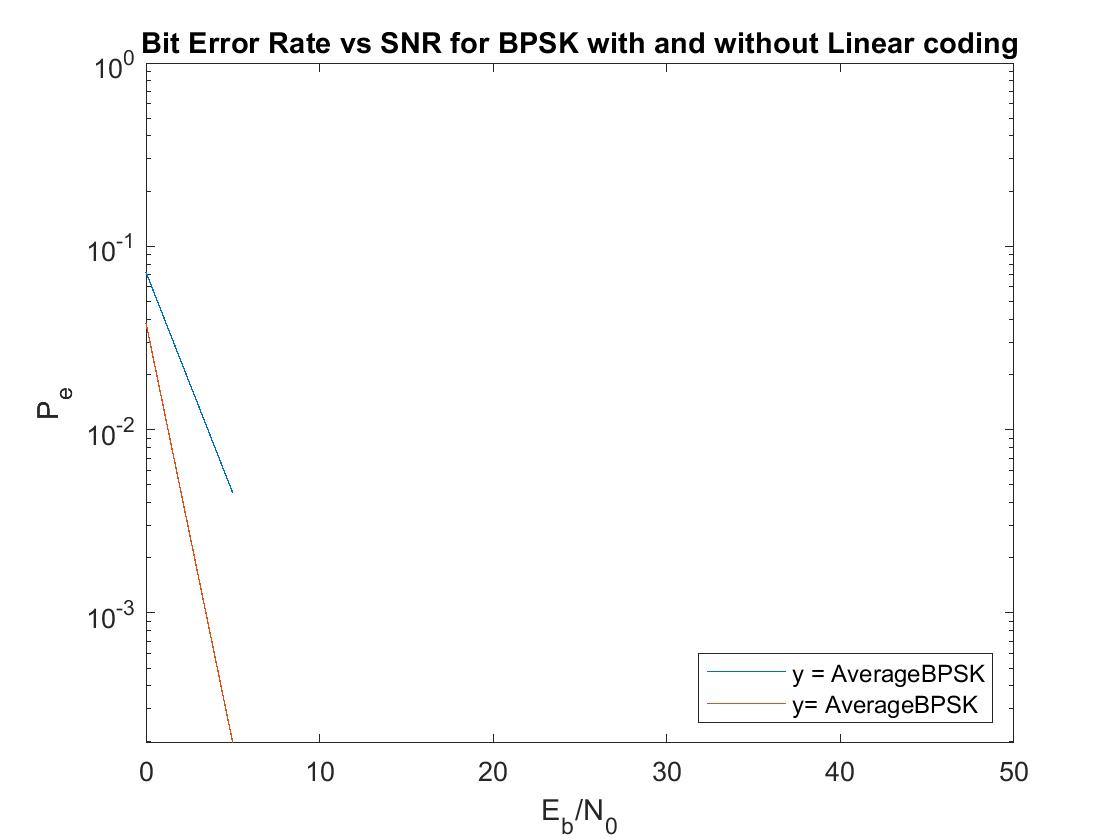 Bit Error Rate vs SNR for BPSK with and without Linear coding
10^0
10^-1
10^-2
10^-3
P_e
0 10 20 30 40 50
E_b/N_0
y = AverageBPSK
y= AverageBPSK